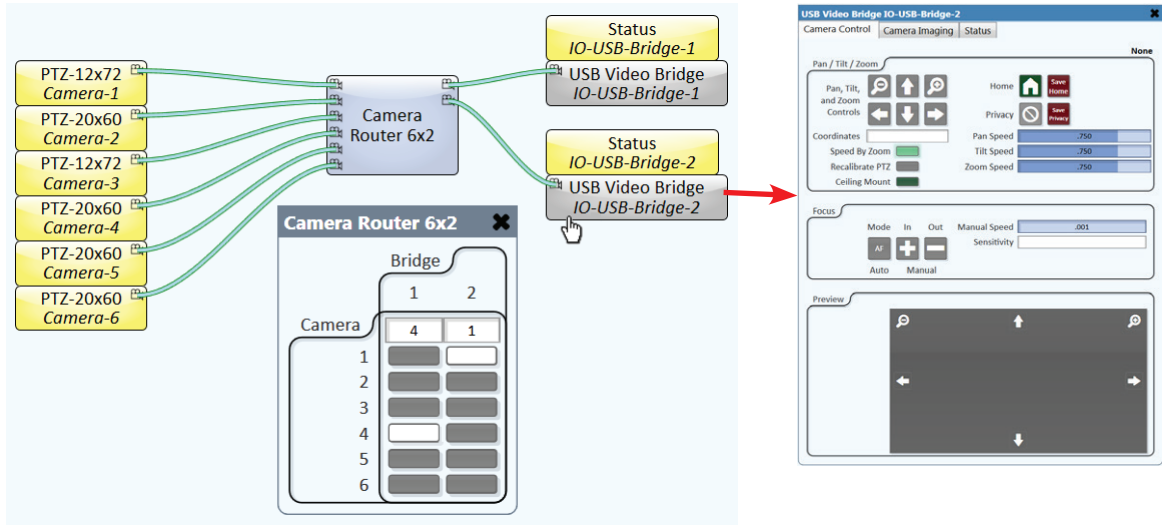 PTZ-12x72
Camera-1
PTZ-20x60
Camera-2
PTZ-12x72
Camera-3
PTZ-20x60
Camera-4
PTZ-20x60
Camera-5
PTZ-20x60
Camera-6
Camera
Router 6x2
Status
IO-USB-Bridge-1
USB Video Bridge
IO-USB-Bridge-1
Status
IO-USB-Bridge-2
USB Video Bridge
IO-USB-Bridge-2
Camera Router 6x2
Bridge
1 2
Camera 4 1
1
2
3
4
5
6
USB Video Bridge IO-USB-Bridge-2
Camera Control Camera Imaging Status
None
Pan / Tilt / Zoom
Pan, Tilt,
and Zoom
Controls
Home Save Home
Privacy Save Privacy
Coordinates Pan Speed .750
Speed By Zoom Tilt Speed .750
Recalibrate PTZ Zoom Speed .750
Ceiling Mount
Focus
Mode In Out Manual Speed .001
AF Sensitivity
Auto Manual
Preview